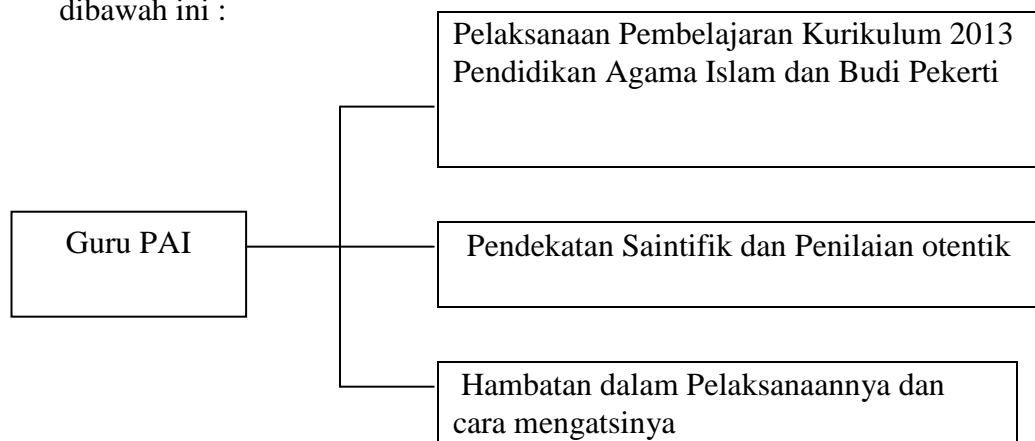 dibawah ini :
Pelaksanaan Pembelajaran Kurikulum 2013
Pendidikan Agama Islam dan Budi Pekerti
Guru PAI
Pendekatan Saintifik dan Penilaian otentik
Hambatan dalam Pelaksanaannya dan
cara mengatsinya